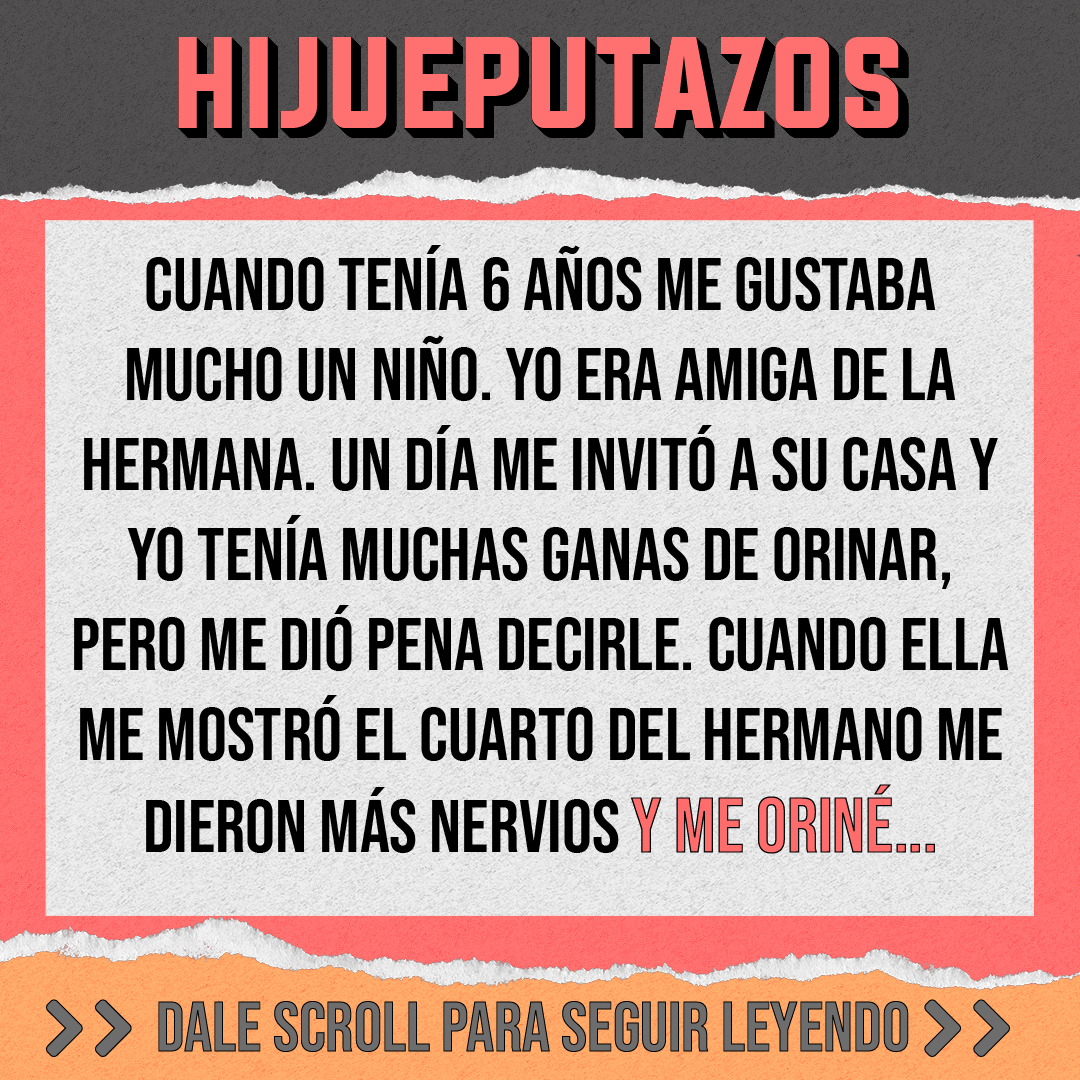 HIJUEPUTAZOS
CUANDO TENÍA 6 AÑOS ME GUSTABA
MUCHO UN NIÑO. YO ERA AMIGA DE LA
HERMANA. UN DÍA ME INVITÓ A SU CASA Y
YO TENÍA MUCHAS GANAS DE ORINAR,
PERO ME DIÓ PENA DECIRLE. CUANDO ELLA
ME MOSTRÓ EL CUARTO DEL HERMANO ME
DIERON MÁS NERVIOS Y ME ORINÉ...
DALE SCROLL PARA SEGUIR LEYENDO